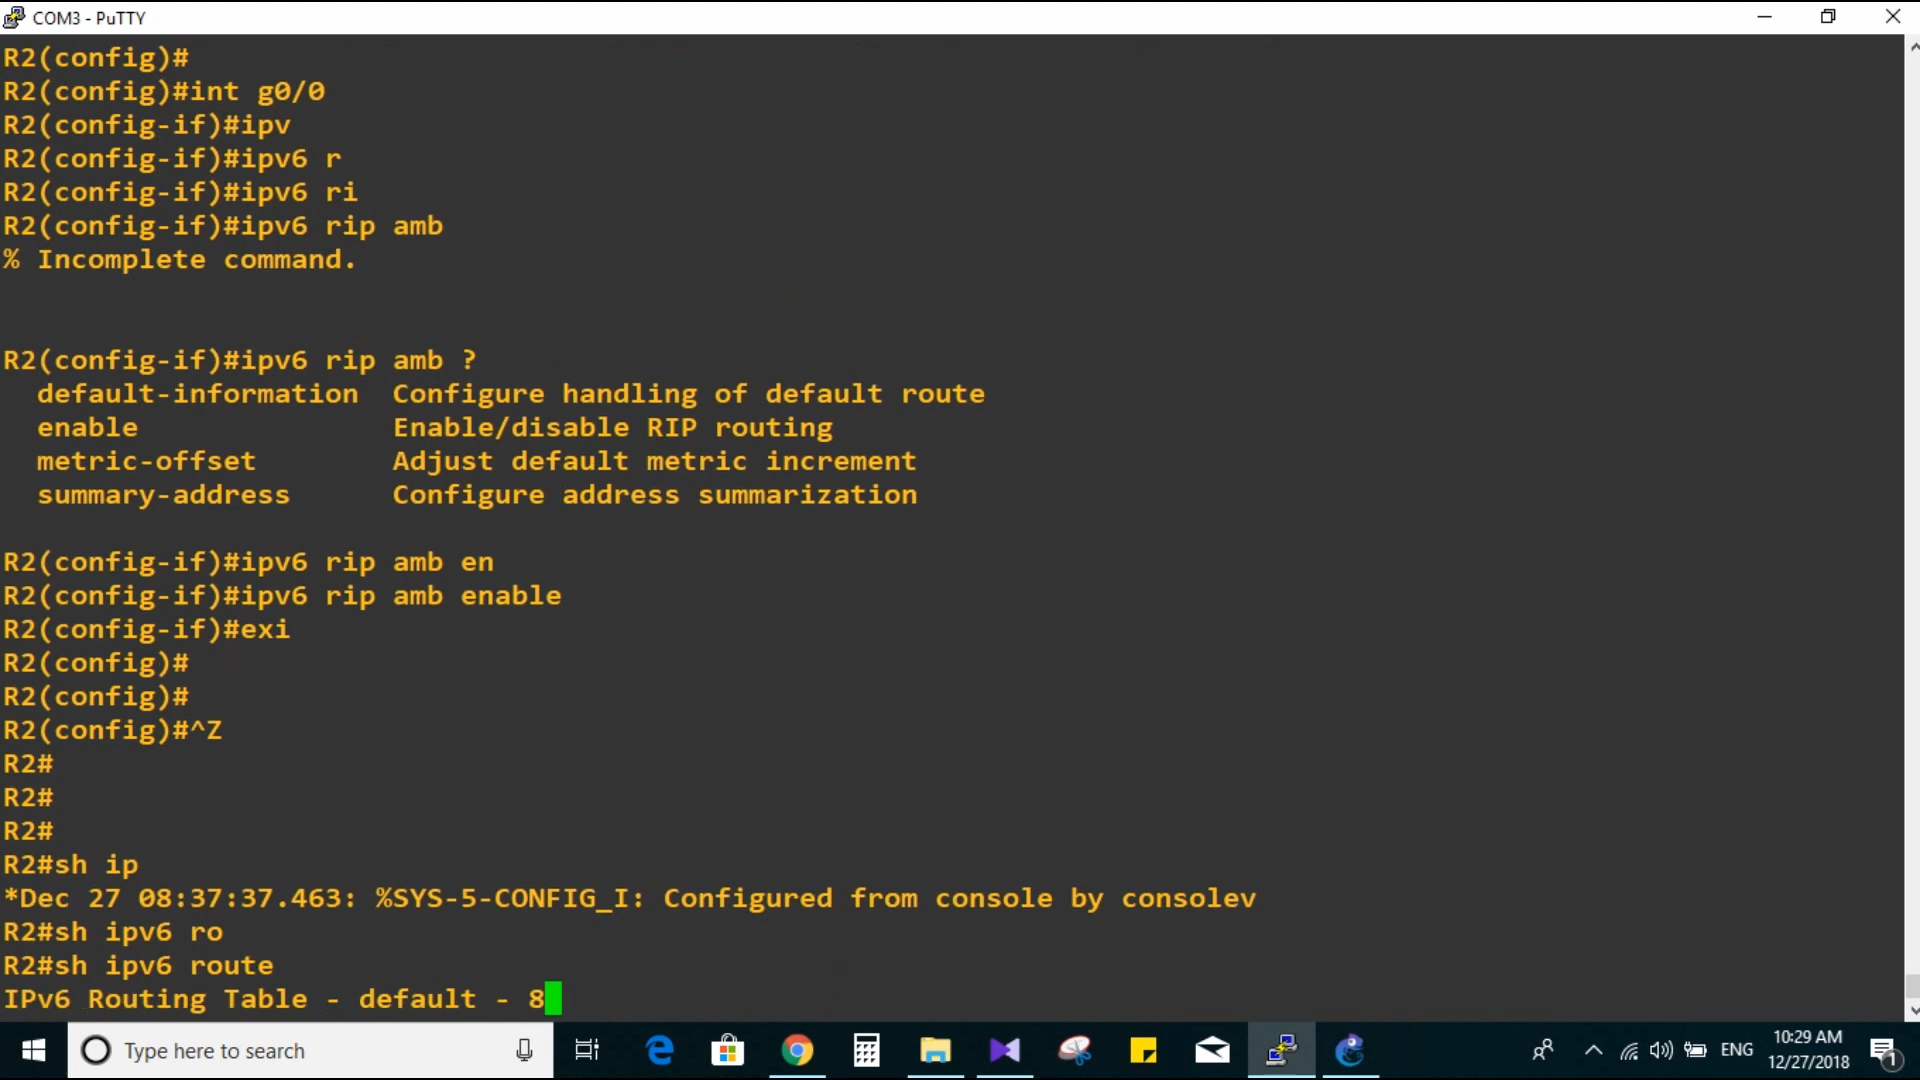 COM3 - PuTTY
R2(config)#
R2(config)#int g0/0
R2(config-if)#ipv
R2(config-if)#ipv6 r
R2(config-if)#ipv6 ri
R2(config-if)#ipv6 rip amb
% Incomplete command.
R2(config-if)#ipv6 rip amb ?
default-information Configure handling of default route
enable Enable/disable RIP routing
metric-offset Adjust default metric increment
summary-address Configure address summarization
R2(config-if)#ipv6 rip amb en
R2(config-if)#ipv6 rip amb enable
R2(config-if)#exi
R2(config)#
R2(config)#
R2(config)#^Z
R2#
R2#
R2#
R2#sh ip
*Dec 27 08:37:37.463: %SYS-5-CONFIG_I: Configured from console by consolev
R2#sh ipv6 ro
R2#sh ipv6 route
IPv6 Routing Table - default - 8
Type here to search
ENG
10:29 AM
12/27/2018
1